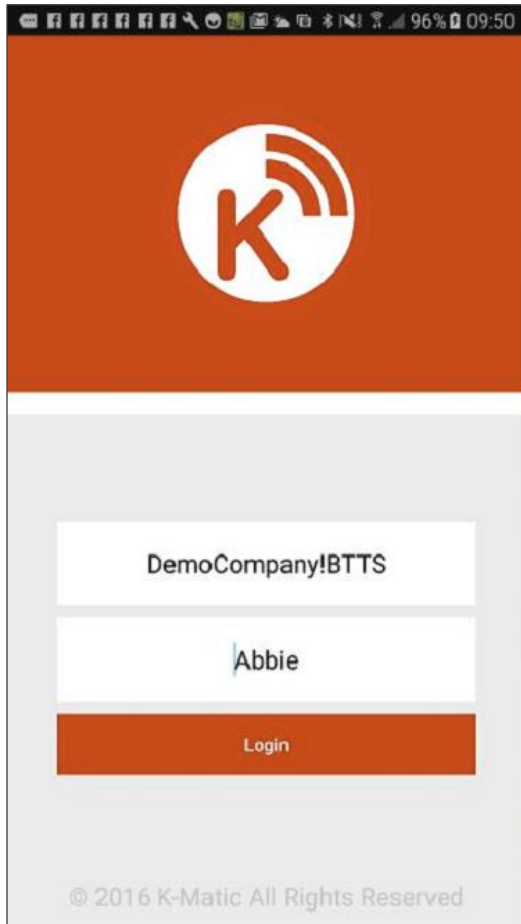 96% 09:50
K
DemoCompany!BTTS
Abbie
Login
© 2016 K-Matic All Rights Reserved